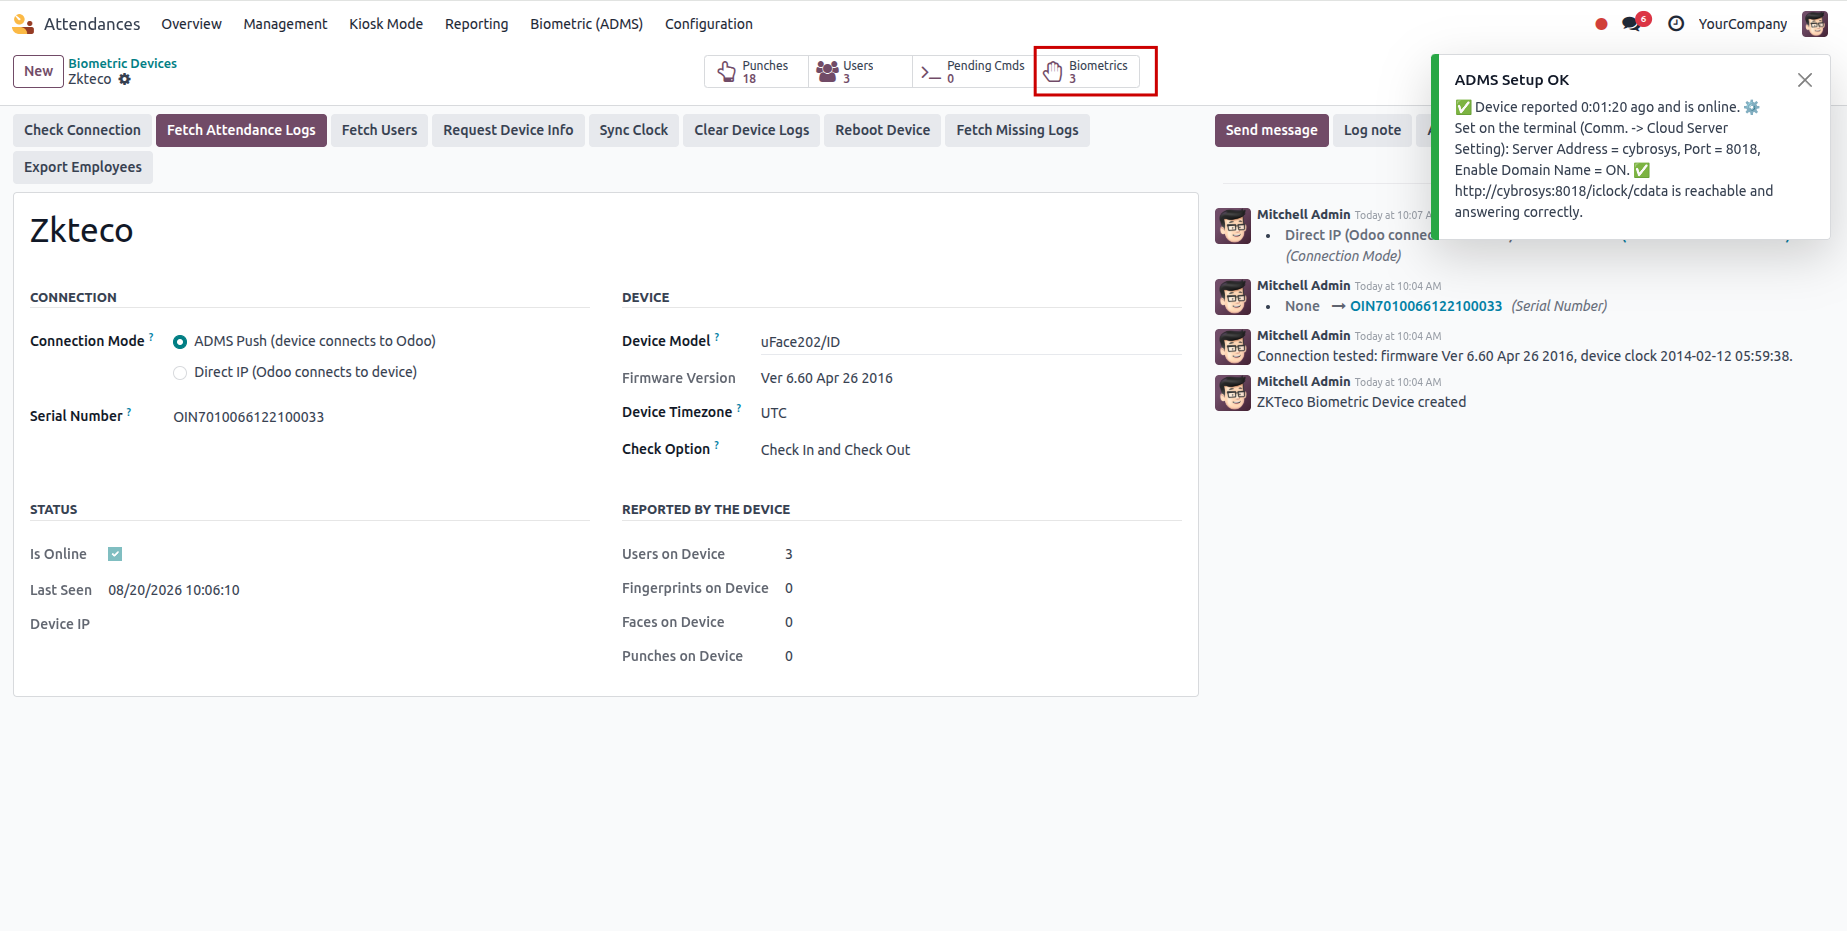 Attendances Overview Management Kiosk Mode Reporting Biometric (ADMS) Configuration 6 YourCompany
New
Biometric Devices
Zkteco
Punches
18
Users
3
Pending Cmds
0
Biometrics
3
Check Connection Fetch Attendance Logs Fetch Users Request Device Info Sync Clock Clear Device Logs Reboot Device Fetch Missing Logs
Export Employees
Send message Log note
ADMS Setup OK
✅ Device reported 0:01:20 ago and is online. ⚙️
Set on the terminal (Comm. -> Cloud Server
Setting): Server Address = cybrosys, Port = 8018,
Enable Domain Name = ON. ✅
http://cybrosys:8018/iclock/cdata is reachable and
answering correctly.
Zkteco
CONNECTION
Connection Mode ?
ADMS Push (device connects to Odoo)
Direct IP (Odoo connects to device)
Serial Number ? OIN7010066122100033
DEVICE
Device Model ? uFace202/ID
Firmware Version Ver 6.60 Apr 26 2016
Device Timezone ? UTC
Check Option ? Check In and Check Out
STATUS
Is Online
Last Seen 08/20/2026 10:06:10
Device IP
REPORTED BY THE DEVICE
Users on Device 3
Fingerprints on Device 0
Faces on Device 0
Punches on Device 0
Mitchell Admin Today at 10:07 A
• Direct IP (Odoo connec
(Connection Mode)
Mitchell Admin Today at 10:04 AM
• None → OIN7010066122100033 (Serial Number)
Mitchell Admin Today at 10:04 AM
Connection tested: firmware Ver 6.60 Apr 26 2016, device clock 2014-02-12 05:59:38.
Mitchell Admin Today at 10:04 AM
ZKTeco Biometric Device created